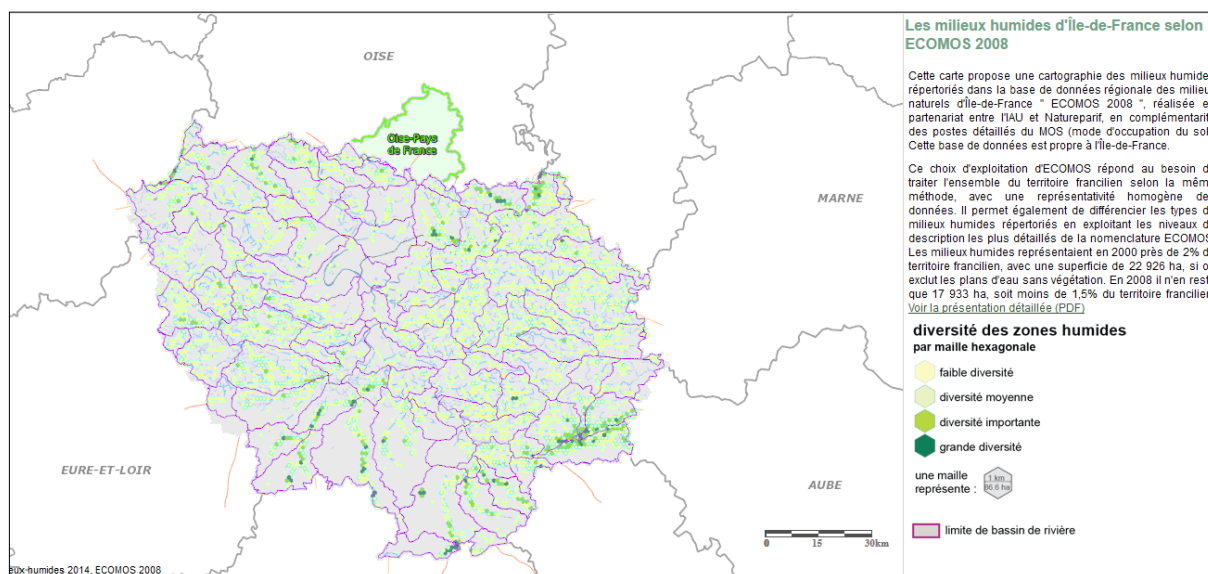 Les milieux humides d'Île-de-France selon
ECOMOS 2008
Cette carte propose une cartographie des milieux humide
répertoriés dans la base de données régionale des milieu
naturels d'Île-de-France " ECOMOS 2008 ", réalisée e
partenariat entre l'IAU et Natureparif, en complémentarit
des postes détaillés du MOS (mode d'occupation du sol
Cette base de données est propre à l'Île-de-France.
Ce choix d'exploitation d'ECOMOS répond au besoin d
traiter l'ensemble du territoire francilien selon la mêm
méthode, avec une représentativité homogène de
données. Il permet également de différencier les types d
milieux humides répertoriés en exploitant les niveaux d
description les plus détaillés de la nomenclature ECOMOS
Les milieux humides représentaient en 2000 près de 2% d
territoire francilien, avec une superficie de 22 926 ha, si o
exclut les plans d'eau sans végétation. En 2008 il n'en rest
que 17 933 ha, soit moins de 1,5% du territoire francilien
Voir la présentation détaillée (PDF)
diversité des zones humides
par maille hexagonale
faible diversité
diversité moyenne
diversité importante
grande diversité
une maille
représente :
1 km
86.6 ha
limite de bassin de rivière
OISE
Oise-Pays
de France
MARNE
AUBE
EURE-ET-LOIR
0 15 30km
eux-humides 2014, ECOMOS 2008